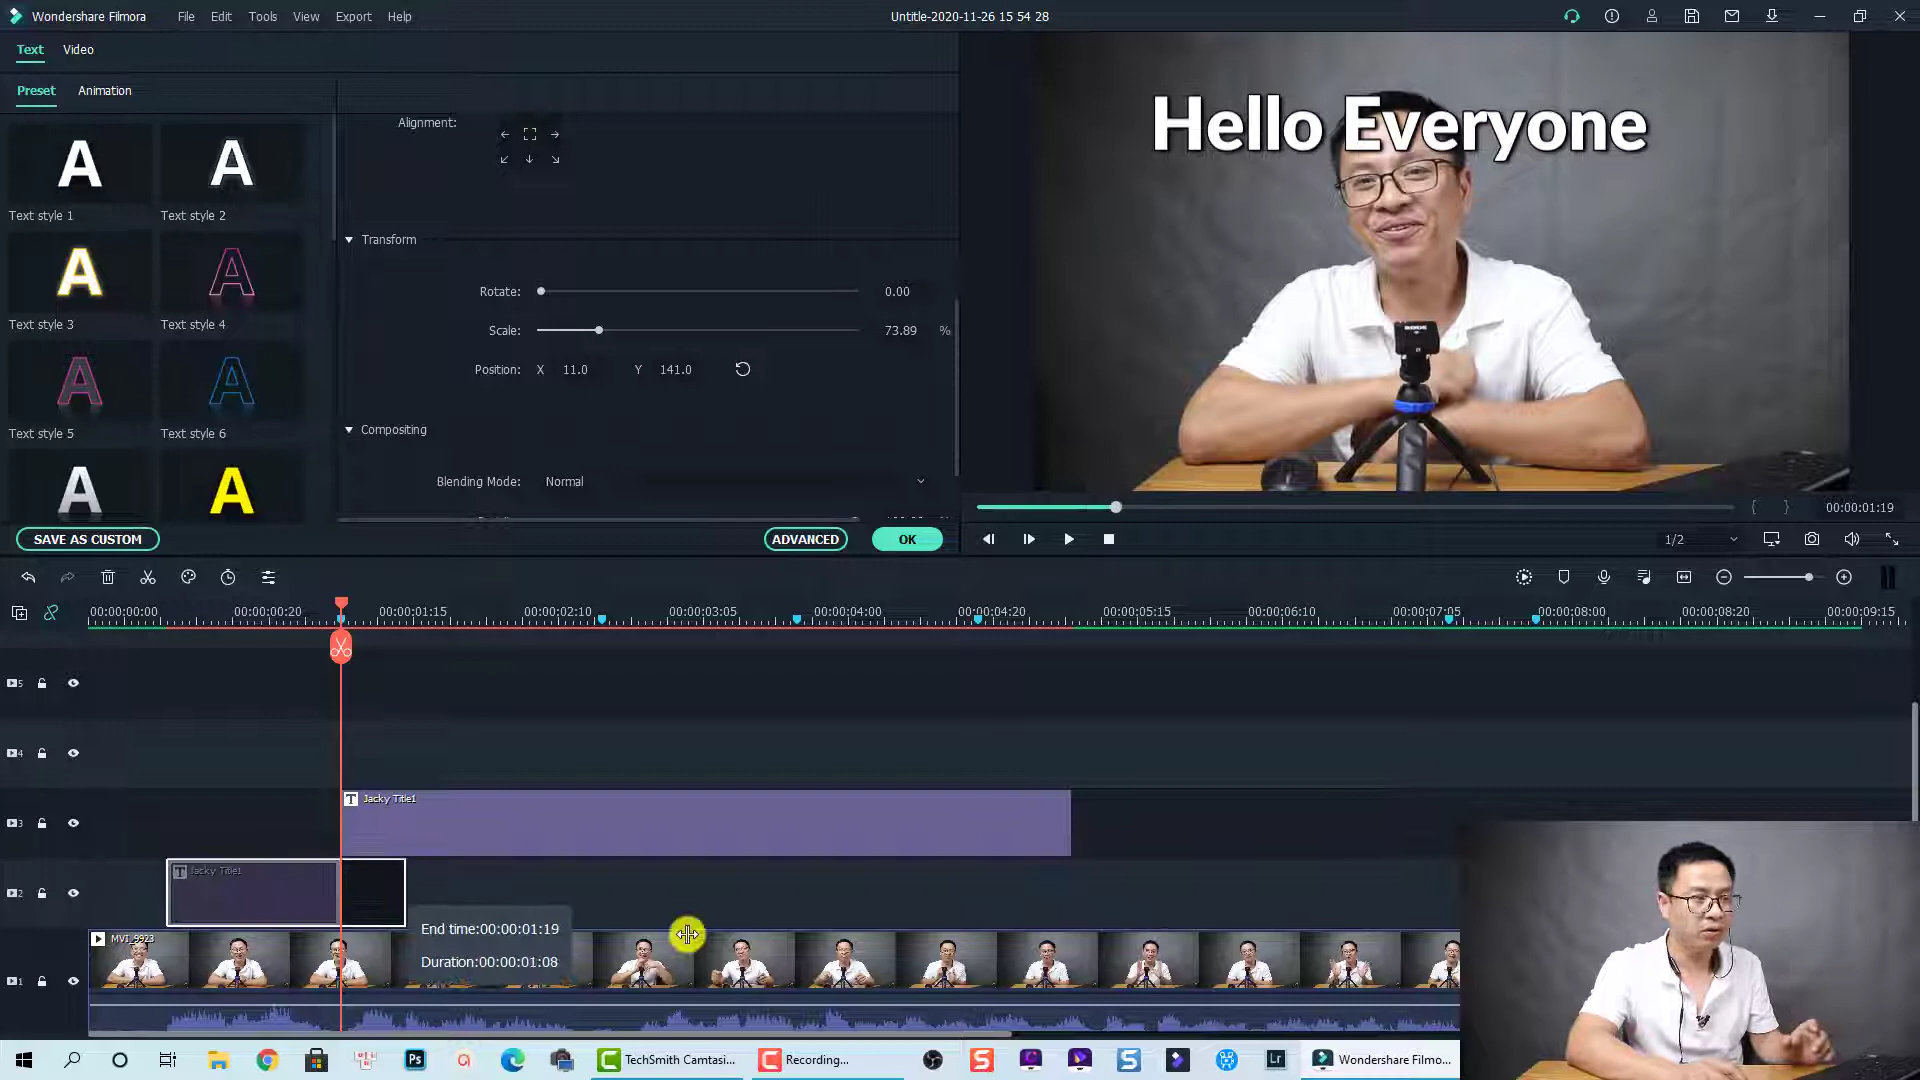 Wondershare Filmora File Edit Tools View Export Help Untitle-2020-11-26 15 54 28
Text Video
Preset Animation
Alignment:
A A
Text style 1 Text style 2
Transform
A A
Rotate: 0.00
Text style 3 Text style 4
Scale: 73.89 %
Position: X 11.0 Y 141.0
A A
Text style 5 Text style 6
Compositing
Blending Mode: Normal
A A
SAVE AS CUSTOM ADVANCED OK
Hello Everyone
00:00:01:19
1/2
00:00:00:00 00:00:00:20 00:00:01:15 00:00:02:10 00:00:03:05 00:00:04:00 00:00:04:20 00:00:05:15 00:00:06:10 00:00:07:05 00:00:08:00 00:00:08:20 00:00:09:15
5
4
T Jacky Title1
3
T Jacky Title1
2
End time:00:00:01:19
Duration:00:00:01:08
MVI_9923
1
TechSmith Camtasi... Recording... Wondershare Filmo...
Ps
Lr